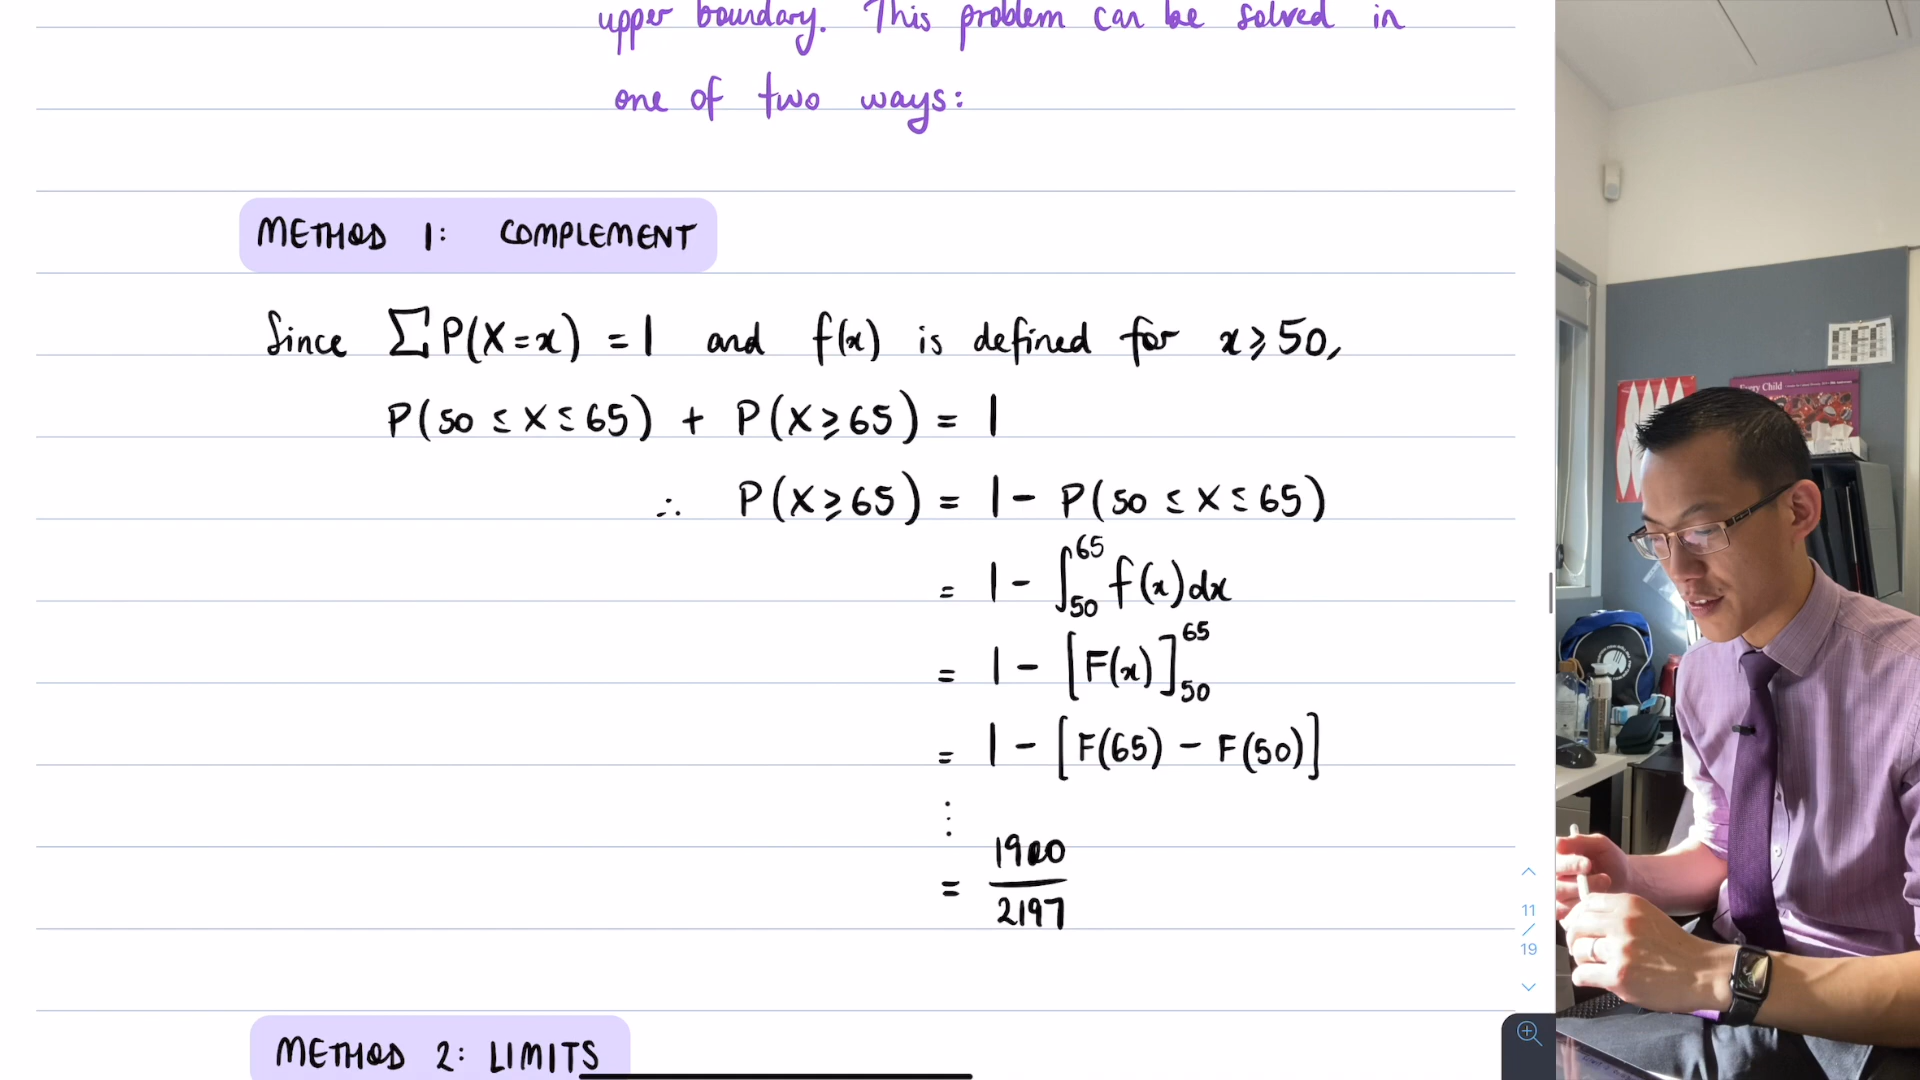 upper boundary. This problem can be solved in
one of two ways:
METHOD 1: COMPLEMENT
Since ∑P(X=x) = 1 and f(x) is defined for x ⩾ 50,
P(50 ≤ X ≤ 65) + P(X ⩾ 65) = 1
∴ P(X ⩾ 65) = 1 - P(50 ≤ X ≤ 65)
= 1 - ∫₅₀⁶⁵ f(x)dx
= 1 - [F(x)]₅₀⁶⁵
= 1 - [F(65) - F(50)]
⋮
= 1900/2197
METHOD 2: LIMITS
11
/
19
Every Child